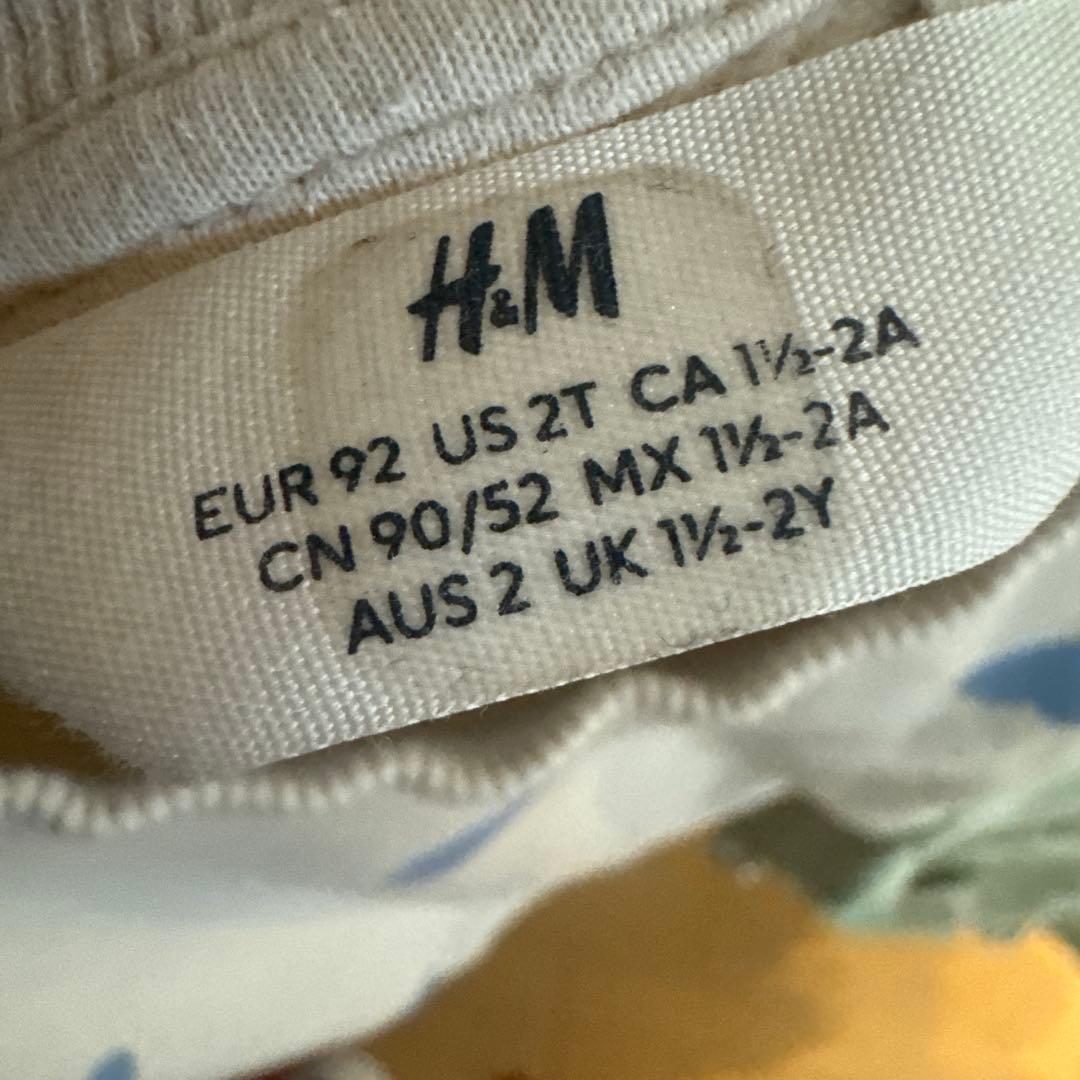 H&M
EUR 92 US 2T CA 1½-2A
CN 90/52 MX 1½-2A
AUS 2 UK 1½-2Y